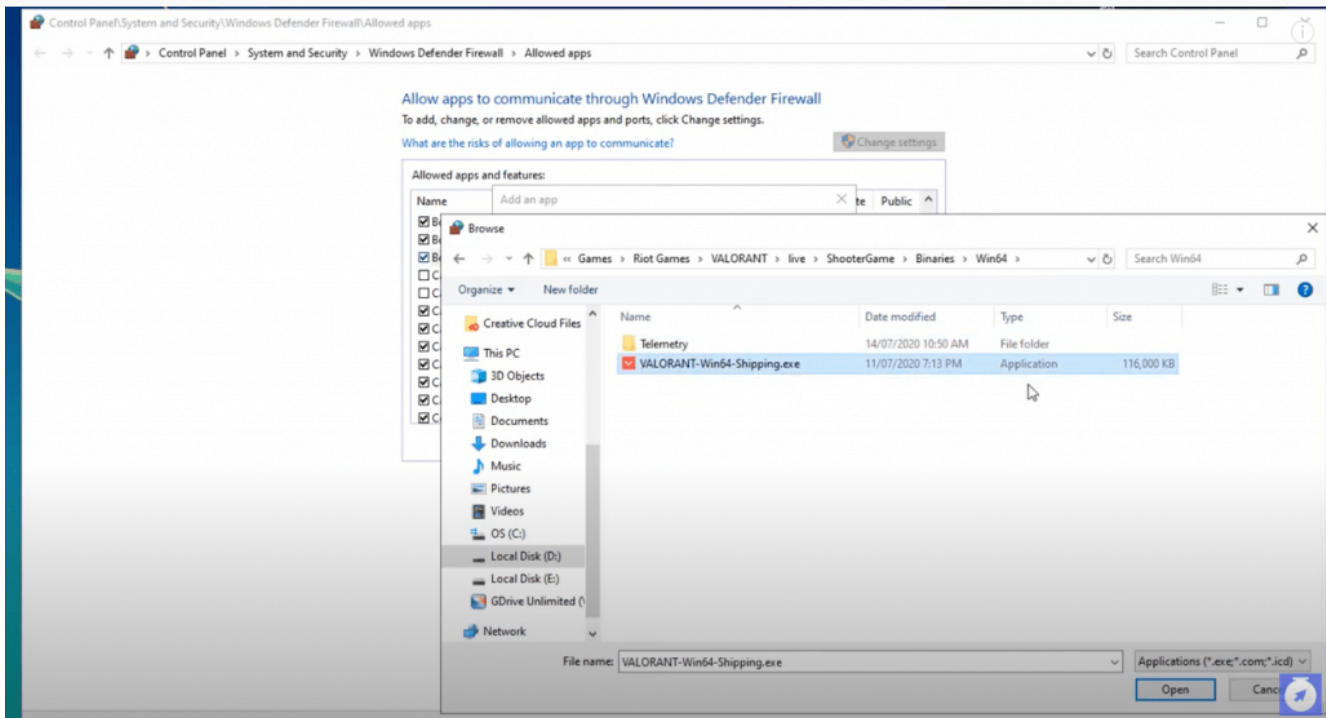 Control Panel\System and Security\Windows Defender Firewall\Allowed apps
Control Panel > System and Security > Windows Defender Firewall > Allowed apps
Search Control Panel
Allow apps to communicate through Windows Defender Firewall
To add, change, or remove allowed apps and ports, click Change settings.
What are the risks of allowing an app to communicate?
Change settings
Allowed apps and features:
Name
Add an app
te Public
Browse
« Games > Riot Games > VALORANT > live > ShooterGame > Binaries > Win64 >
Search Win64
Organize
New folder
Name Date modified Type Size
Creative Cloud Files
This PC
3D Objects
Desktop
Documents
Downloads
Music
Pictures
Videos
OS (C:)
Local Disk (D:)
Local Disk (E:)
GDrive Unlimited (
Network
Telemetry 14/07/2020 10:50 AM File folder
VALORANT-Win64-Shipping.exe 11/07/2020 7:13 PM Application 116,000 KB
File name: VALORANT-Win64-Shipping.exe
Applications (*.exe;*.com;*.icd)
Open
Canc